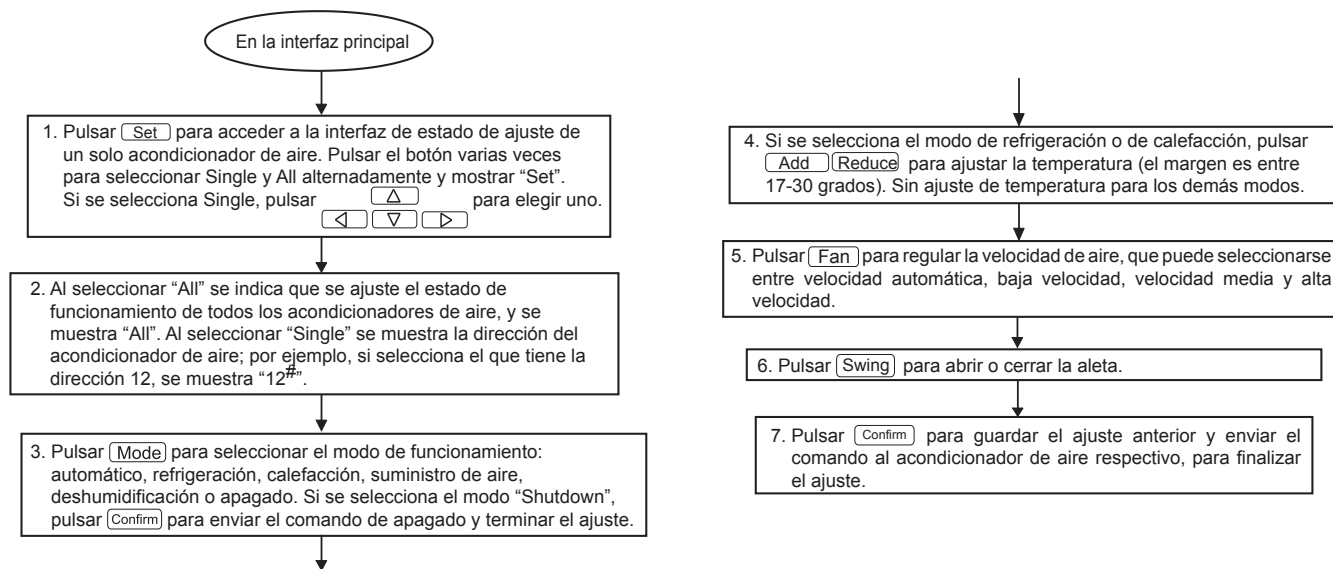 En la interfaz principal
1. Pulsar Set para acceder a la interfaz de estado de ajuste de
un solo acondicionador de aire. Pulsar el botón varias veces
para seleccionar Single y All alternadamente y mostrar “Set”.
Si se selecciona Single, pulsar △ para elegir uno.
◁ ▽ ▷
2. Al seleccionar “All” se indica que se ajuste el estado de
funcionamiento de todos los acondicionadores de aire, y se
muestra “All”. Al seleccionar “Single” se muestra la dirección del
acondicionador de aire; por ejemplo, si selecciona el que tiene la
dirección 12, se muestra “12#”.
3. Pulsar Mode para seleccionar el modo de funcionamiento:
automático, refrigeración, calefacción, suministro de aire,
deshumidificación o apagado. Si se selecciona el modo “Shutdown”,
pulsar Confirm para enviar el comando de apagado y terminar el ajuste.
4. Si se selecciona el modo de refrigeración o de calefacción, pulsar
Add Reduce para ajustar la temperatura (el margen es entre
17-30 grados). Sin ajuste de temperatura para los demás modos.
5. Pulsar Fan para regular la velocidad de aire, que puede seleccionarse
entre velocidad automática, baja velocidad, velocidad media y alta
velocidad.
6. Pulsar Swing para abrir o cerrar la aleta.
7. Pulsar Confirm para guardar el ajuste anterior y enviar el
comando al acondicionador de aire respectivo, para finalizar
el ajuste.